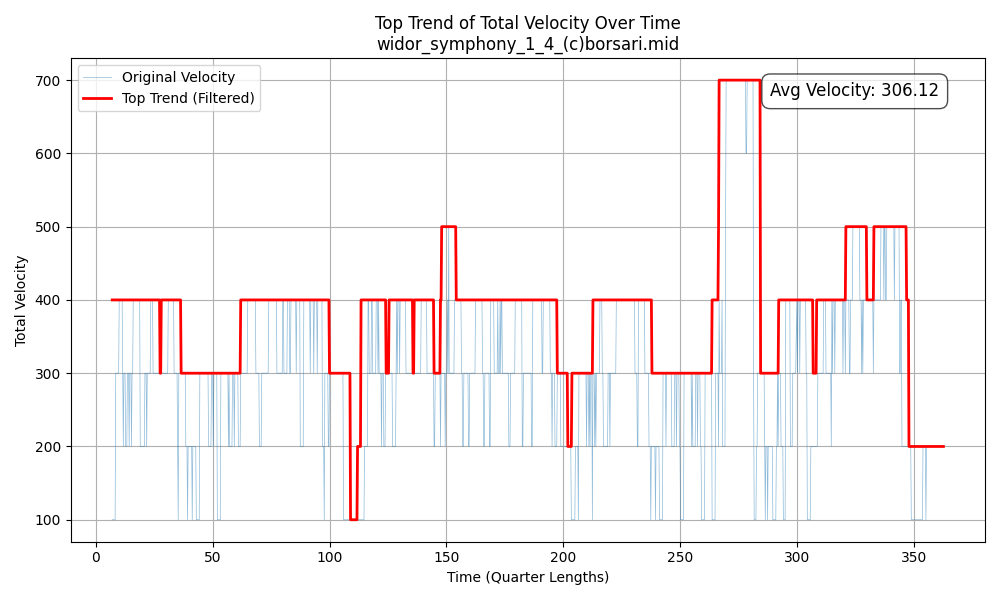 Top Trend of Total Velocity Over Time
widor_symphony_1_4_(c)borsari.mid
Original Velocity
Top Trend (Filtered)
Avg Velocity: 306.12
Total Velocity
700
600
500
400
300
200
100
0 50 100 150 200 250 300 350
Time (Quarter Lengths)